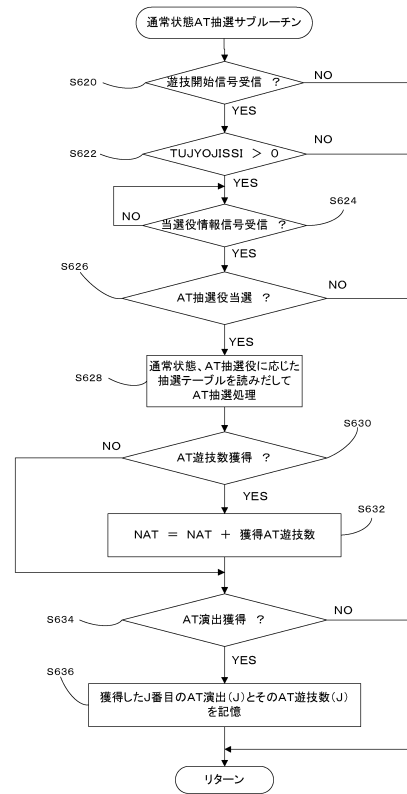 通常状態AT抽選サブルーチン
S620
遊技開始信号受信 ?
NO
YES
S622
TUJYOJISSI > 0
NO
YES
S624
NO
当選役情報信号受信 ?
YES
S626
AT抽選役当選 ?
NO
YES
S628
通常状態、AT抽選役に応じた
抽選テーブルを読みだして
AT抽選処理
S630
NO
AT遊技数獲得 ?
YES
S632
NAT = NAT + 獲得AT遊技数
S634
AT演出獲得 ?
NO
YES
S636
獲得したJ番目のAT演出(J)とそのAT遊技数(J)
を記憶
リターン